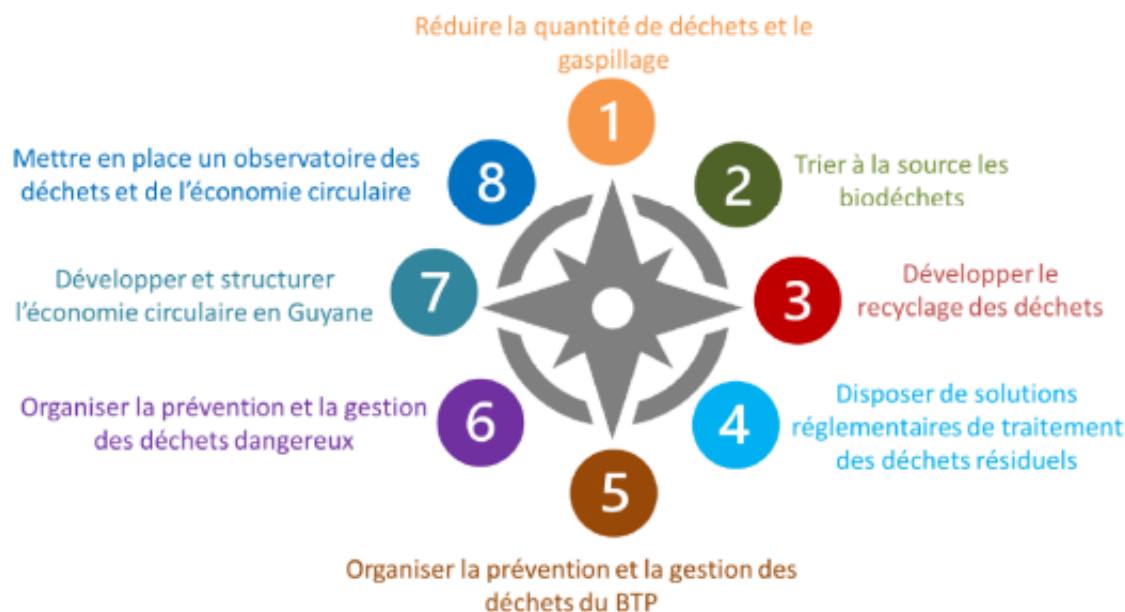 Réduire la quantité de déchets et le
gaspillage
1
2
Trier à la source les
biodéchets
3
Développer le
recyclage des déchets
4
Disposer de solutions
réglementaires de traitement
des déchets résiduels
5
Organiser la prévention et la gestion des
déchets du BTP
6
Organiser la prévention et la gestion
des déchets dangereux
7
Développer et structurer
l'économie circulaire en Guyane
8
Mettre en place un observatoire des
déchets et de l'économie circulaire